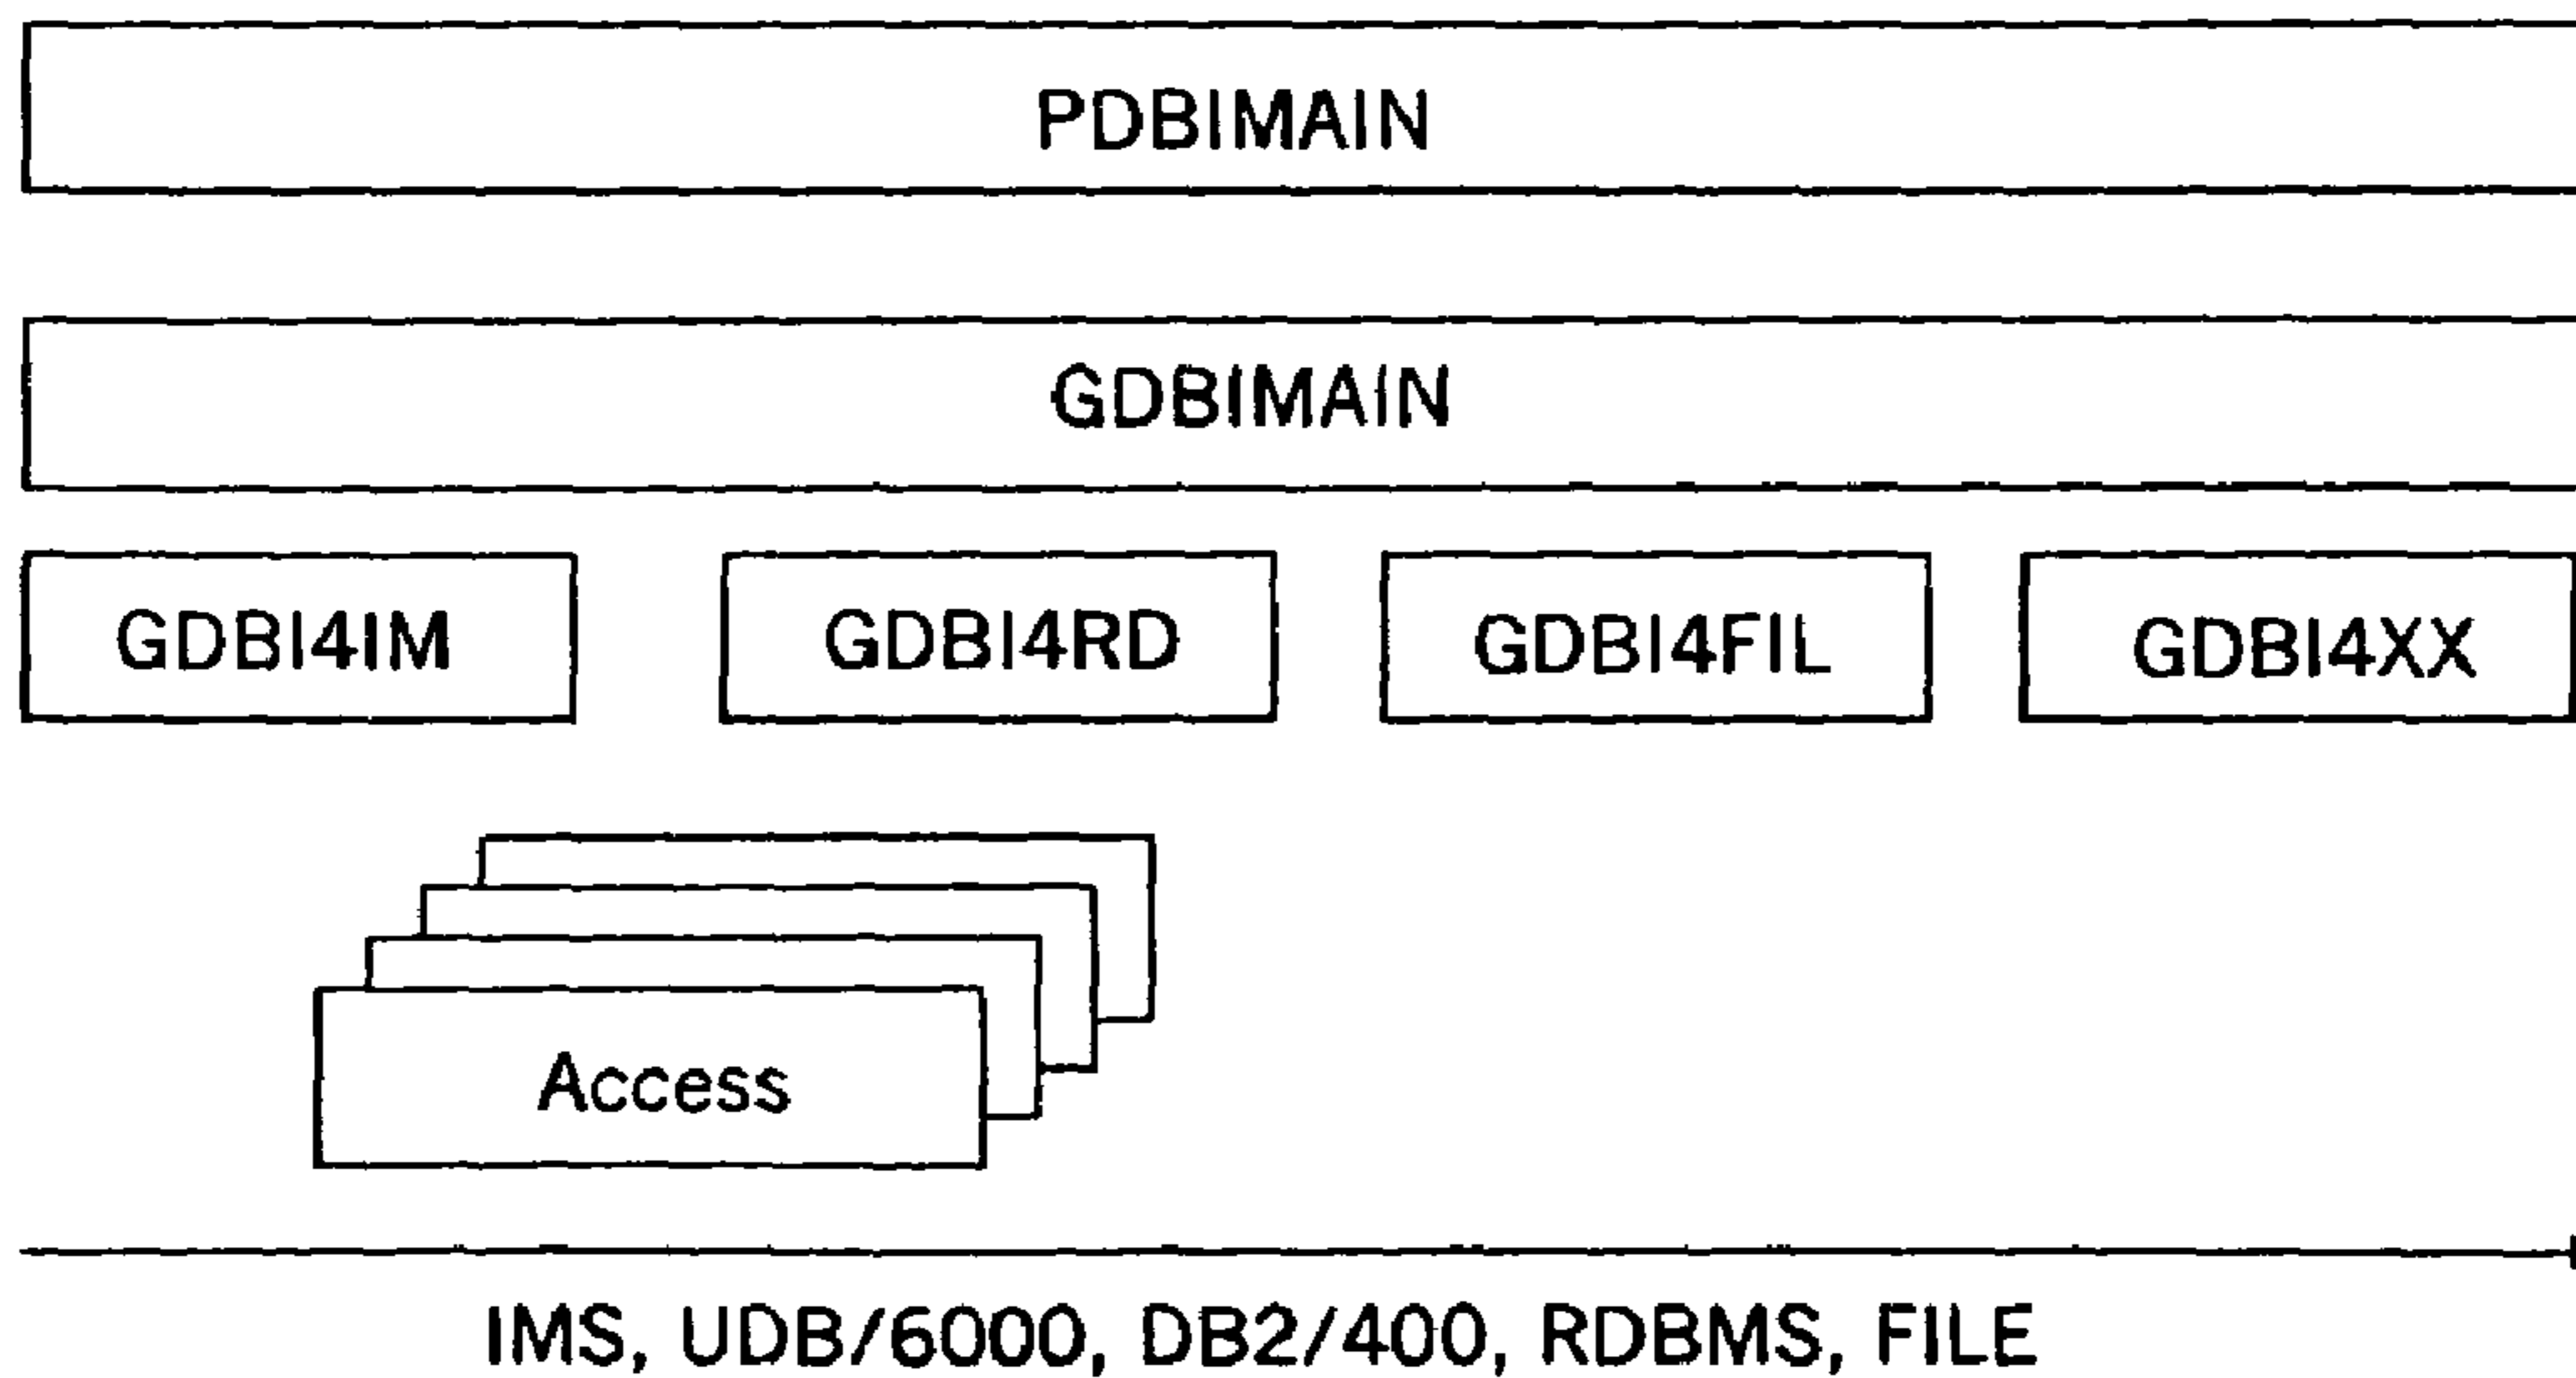 PDBIMAIN
GDBIMAIN
GDBI4IM
GDBI4RD
GDBI4FIL
GDBI4XX
Access
IMS, UDB/6000, DB2/400, RDBMS, FILE